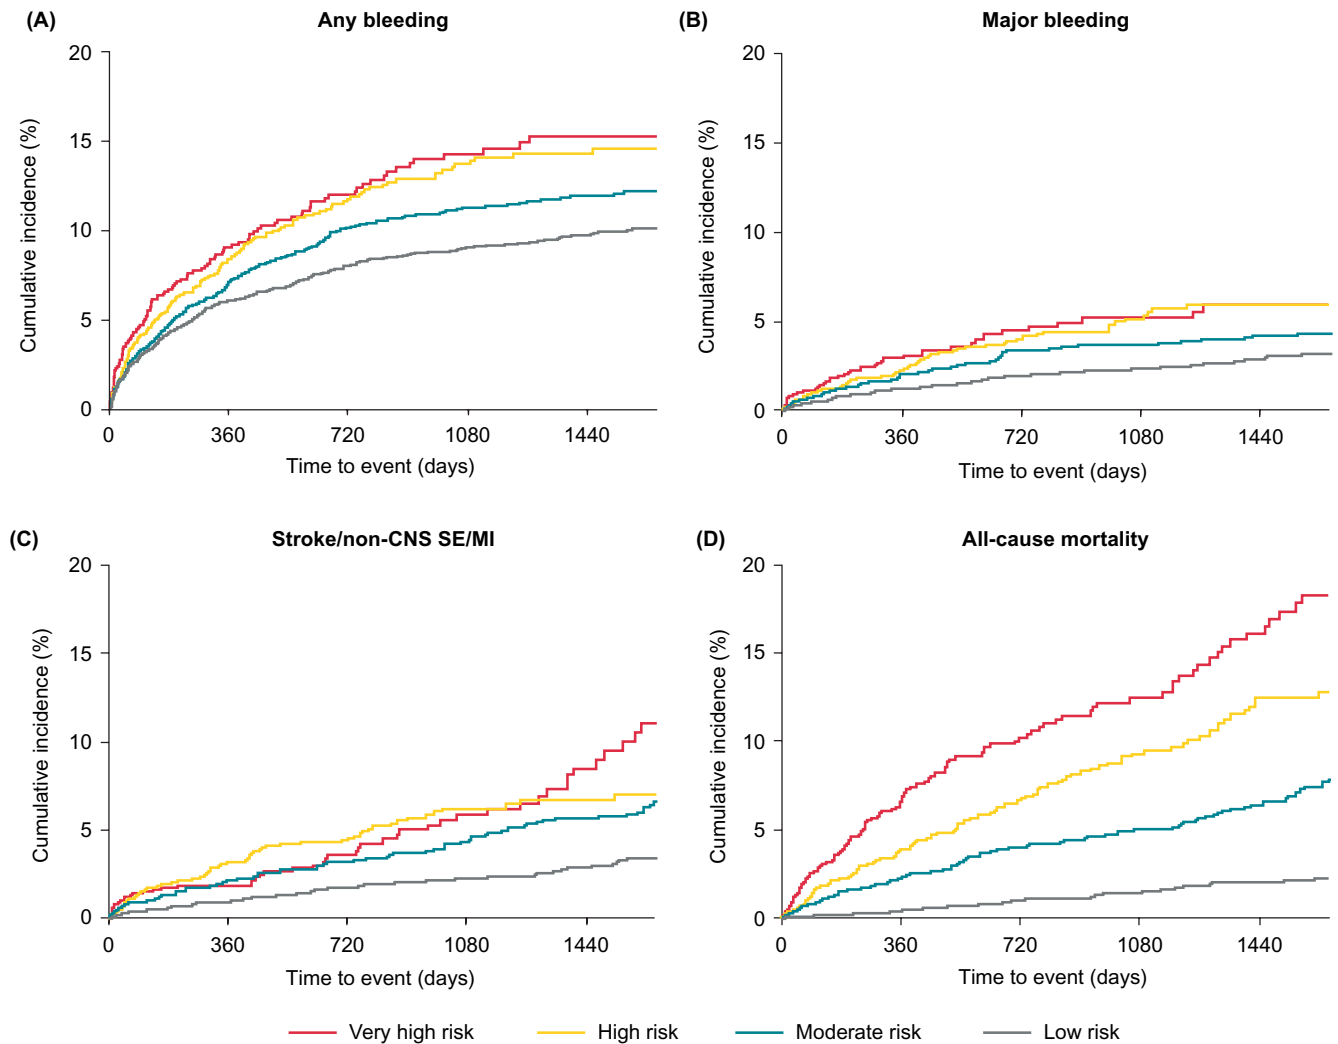 (A)
Any bleeding
20
15
10
5
0
Cumulative incidence (%)
0 360 720 1080 1440
Time to event (days)
(B)
Major bleeding
20
15
10
5
0
Cumulative incidence (%)
0 360 720 1080 1440
Time to event (days)
(C)
Stroke/non-CNS SE/MI
20
15
10
5
0
Cumulative incidence (%)
0 360 720 1080 1440
Time to event (days)
(D)
All-cause mortality
20
15
10
5
0
Cumulative incidence (%)
0 360 720 1080 1440
Time to event (days)
Very high risk High risk Moderate risk Low risk